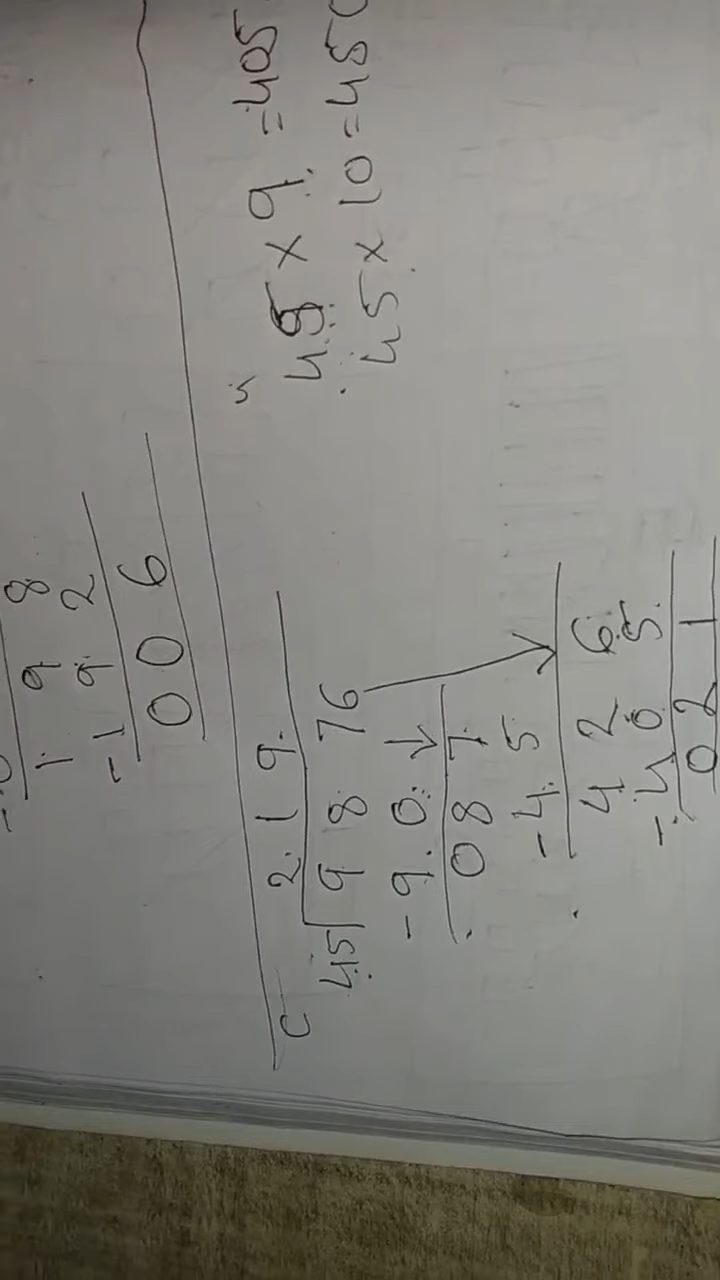 1 9 8
- 1 9 2
0 0 6
C
2 1 9
45 9 8 7 6
- 9 0
0 8 7
- 4 5
4 2 6
- 4 0 5
0 2 1
45 x 9 = 405
45 x 10 = 450